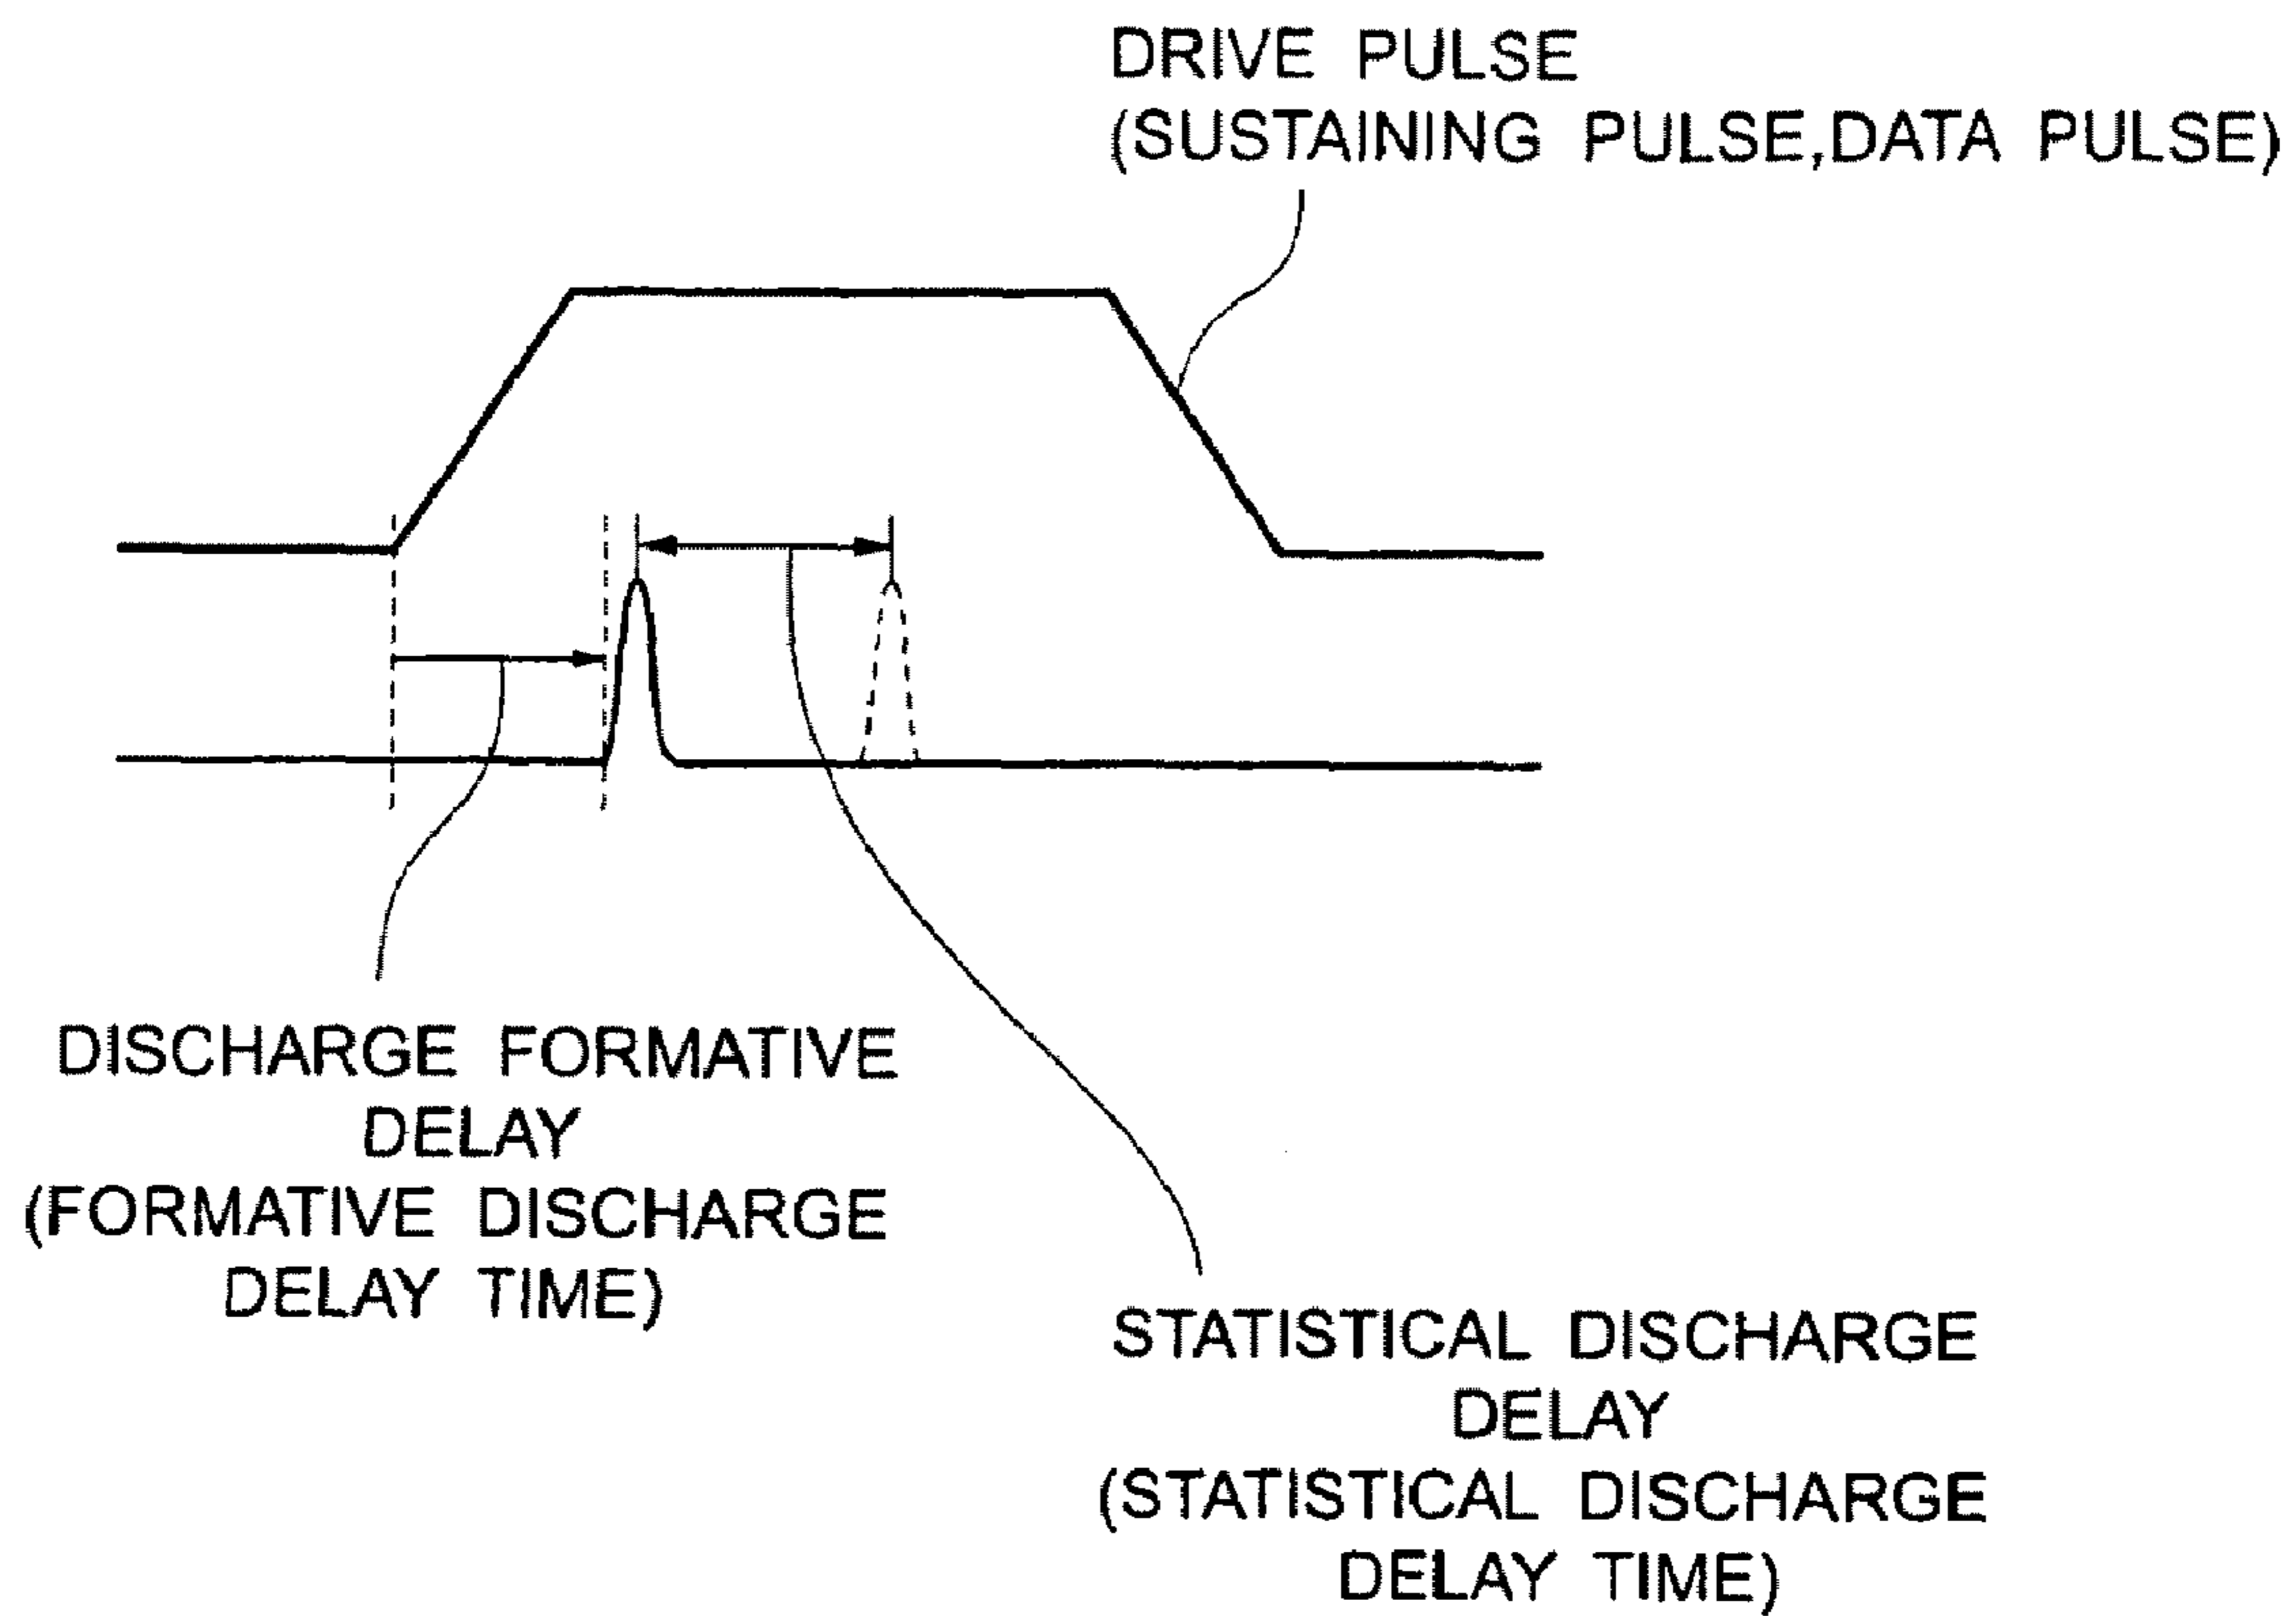 DRIVE PULSE
(SUSTAINING PULSE,DATA PULSE)
DISCHARGE FORMATIVE
DELAY
(FORMATIVE DISCHARGE
DELAY TIME)
STATISTICAL DISCHARGE
DELAY
(STATISTICAL DISCHARGE
DELAY TIME)